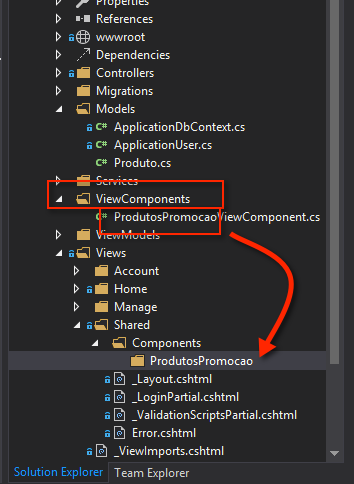 Properties
References
wwwroot
Dependencies
Controllers
Migrations
Models
C# ApplicationDbContext.cs
C# ApplicationUser.cs
C# Produto.cs
Services
ViewComponents
C# ProdutosPromocaoViewComponent.cs
ViewModels
Views
Account
Home
Manage
Shared
Components
ProdutosPromocao
_Layout.cshtml
_LoginPartial.cshtml
_ValidationScriptsPartial.cshtml
Error.cshtml
_ViewImports.cshtml
Solution Explorer Team Explorer